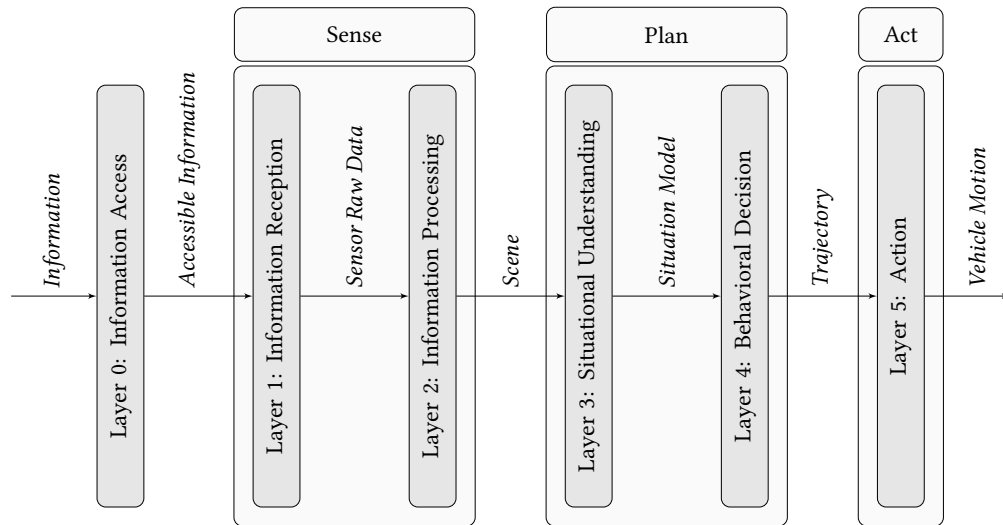 Sense
Plan
Act
Information
Layer 0: Information Access
Accessible Information
Layer 1: Information Reception
Sensor Raw Data
Layer 2: Information Processing
Scene
Layer 3: Situational Understanding
Situation Model
Layer 4: Behavioral Decision
Trajectory
Layer 5: Action
Vehicle Motion